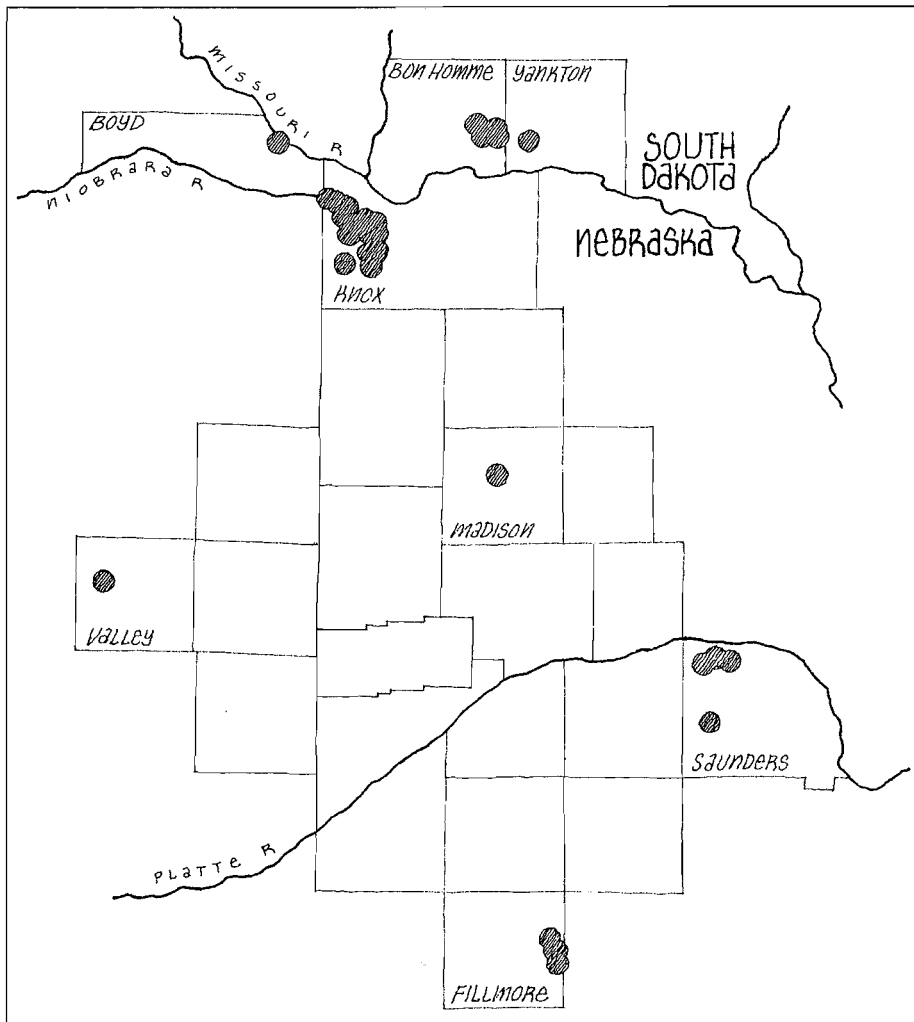 MISSOURI R
BON HOMME
YANKTON
BOYD
SOUTH
DAKOTA
NIOBRARA R
NEBRASKA
KNOX
MADISON
VALLEY
SAUNDERS
PLATTE R
FILLMORE